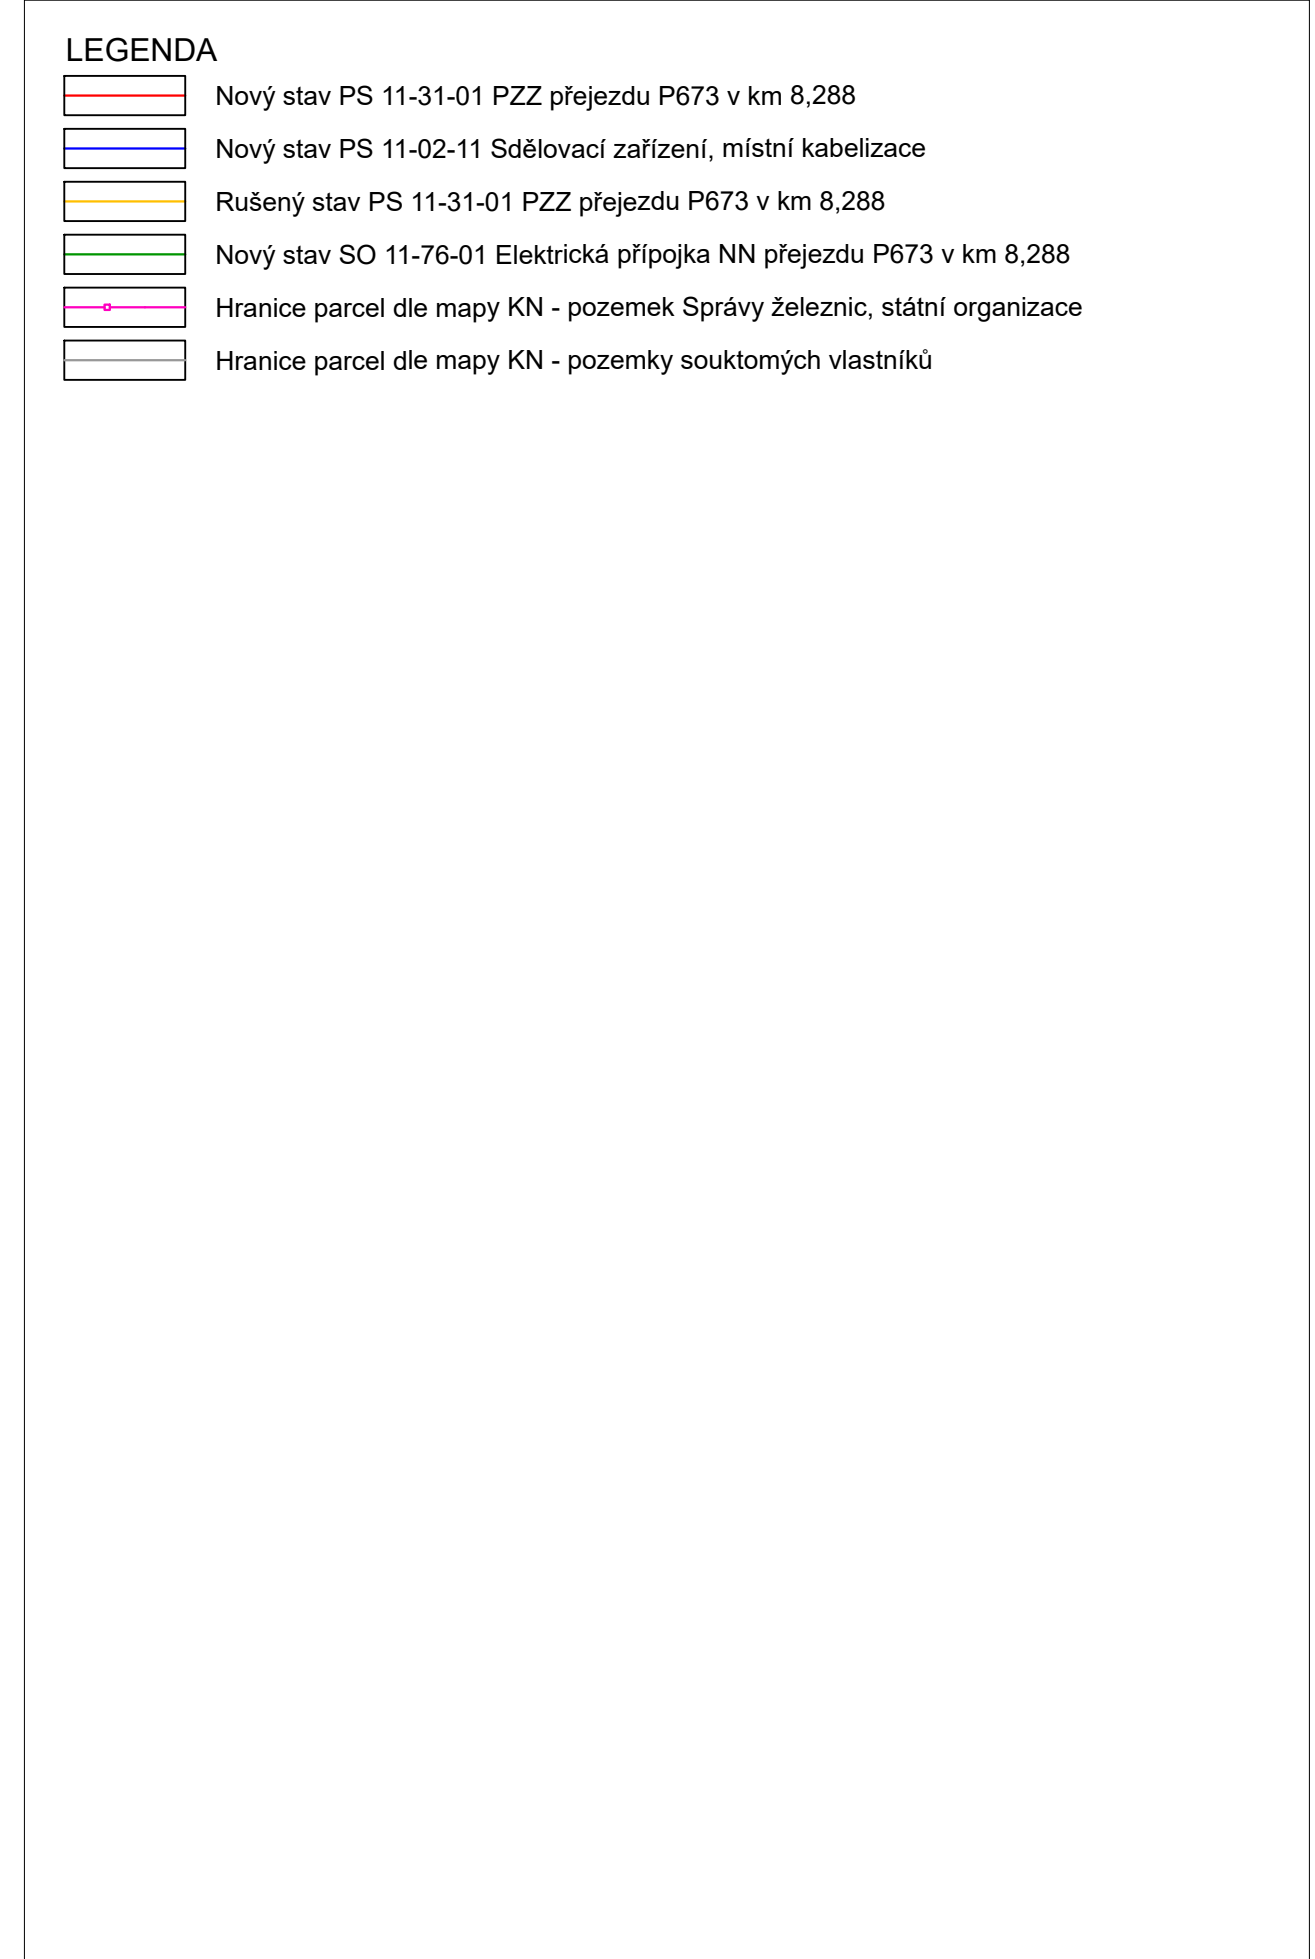 LEGENDA
Nový stav PS 11-31-01 PZZ přejezdu P673 v km 8,288
Nový stav PS 11-02-11 Sdělovací zařízení, místní kabelizace
Rušený stav PS 11-31-01 PZZ přejezdu P673 v km 8,288
Nový stav SO 11-76-01 Elektrická přípojka NN přejezdu P673 v km 8,288
Hranice parcel dle mapy KN - pozemek Správy železnic, státní organizace
Hranice parcel dle mapy KN - pozemky souktomých vlastníků